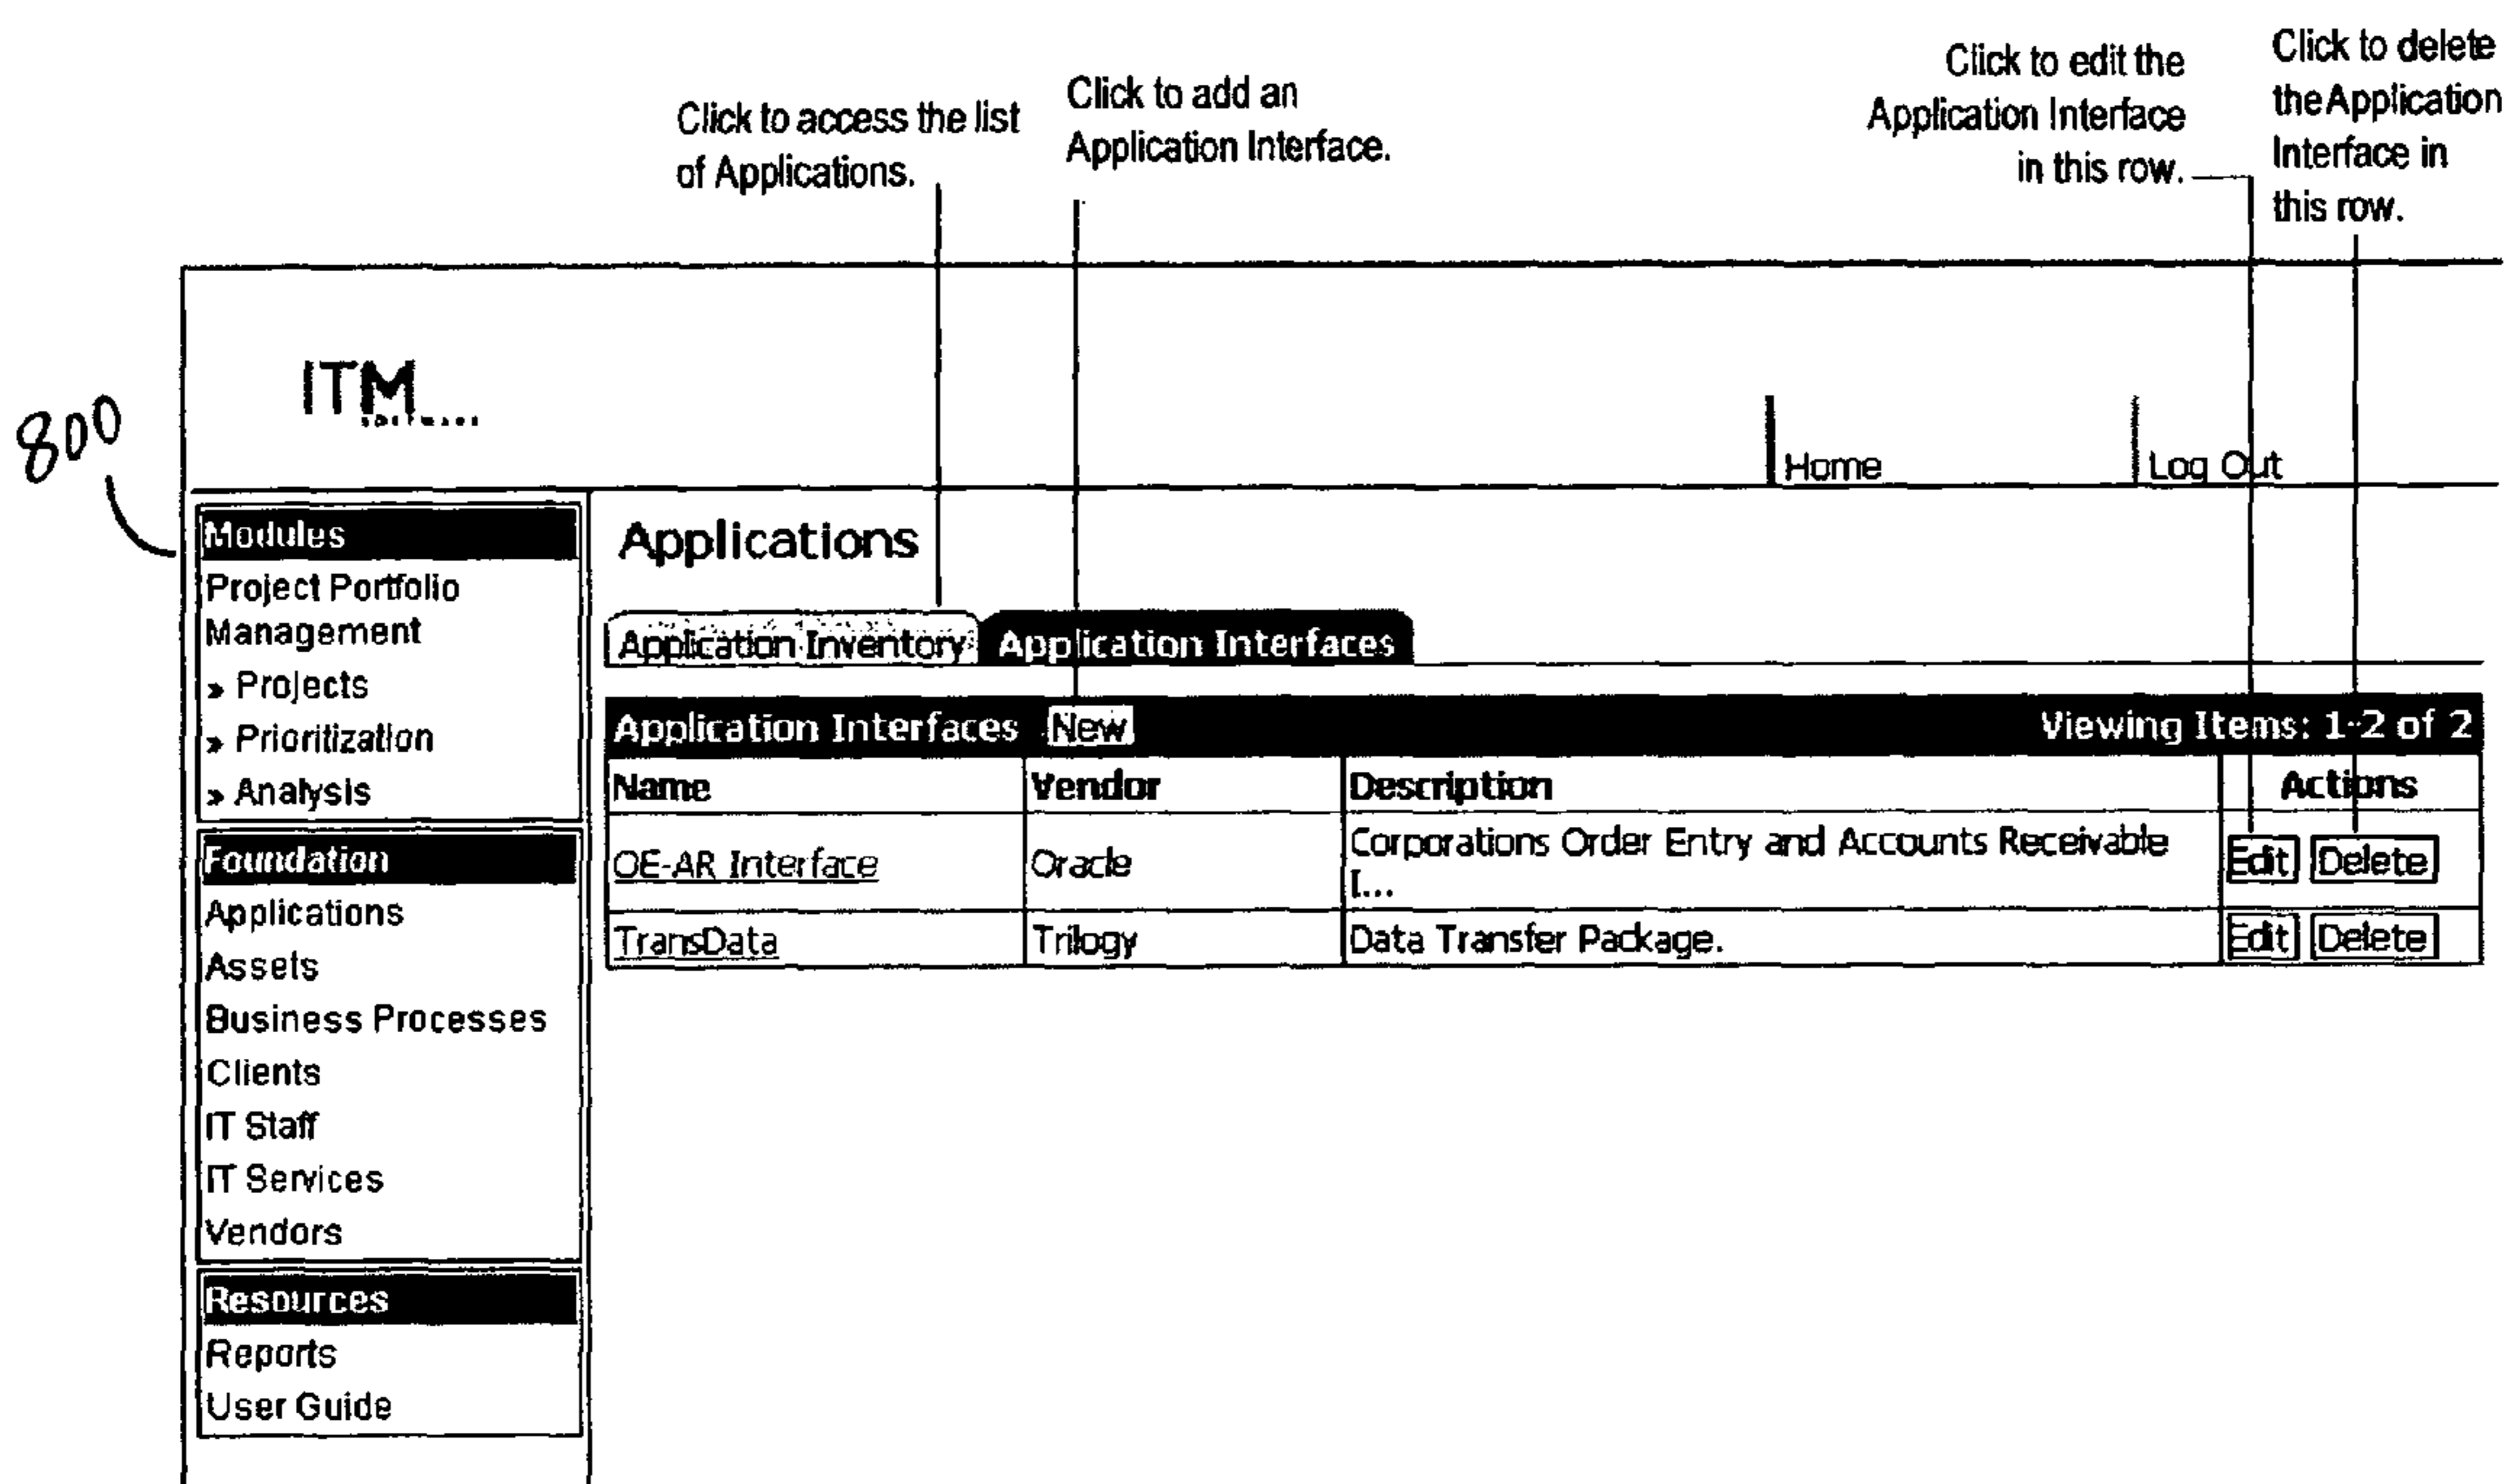 Click to access the list
of Applications.
Click to add an
Application Interface.
Click to edit the
Application Interface
in this row.
Click to delete
the Application
Interface in
this row.
800
ITM
Home
Log Out
Modules
Project Portfolio
Management
» Projects
» Prioritization
» Analysis
Foundation
Applications
Assets
Business Processes
Clients
IT Staff
IT Services
Vendors
Resources
Reports
User Guide
Applications
Application Inventory Application Interfaces
Application Interfaces New Viewing Items: 1-2 of 2
Name Vendor Description Actions
OE-AR Interface Oracle Corporations Order Entry and Accounts Receivable Edit Delete
[...
TransData Trilogy Data Transfer Package. Edit Delete